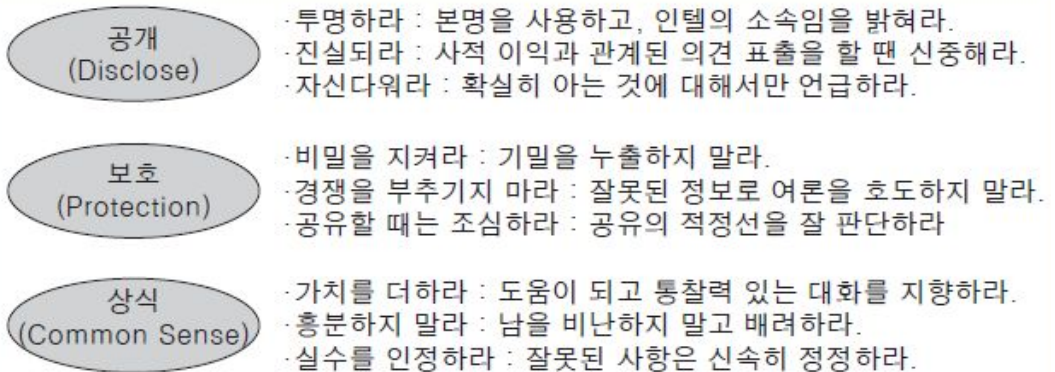 공개
(Disclose)
·투명하라 : 본명을 사용하고, 인텔의 소속임을 밝혀라.
·진실되라 : 사적 이익과 관계된 의견 표출을 할 땐 신중해라.
·자신다워라 : 확실히 아는 것에 대해서만 언급하라.
보호
(Protection)
·비밀을 지켜라 : 기밀을 누출하지 말라.
·경쟁을 부추기지 마라 : 잘못된 정보로 여론을 호도하지 말라.
·공유할 때는 조심하라 : 공유의 적정선을 잘 판단하라
상식
(Common Sense)
·가치를 더하라 : 도움이 되고 통찰력 있는 대화를 지향하라.
·흥분하지 말라 : 남을 비난하지 말고 배려하라.
·실수를 인정하라 : 잘못된 사항은 신속히 정정하라.